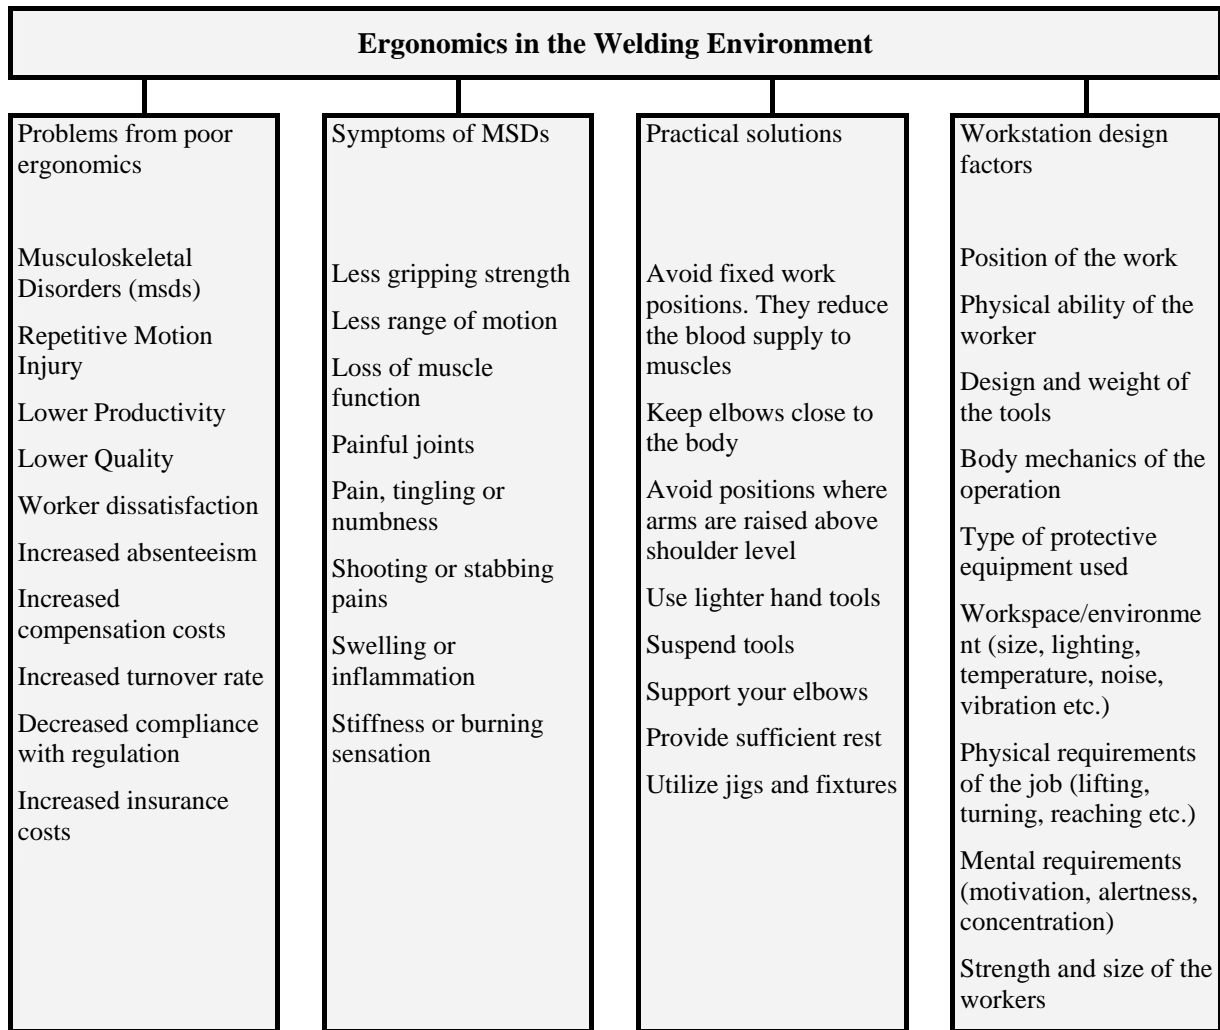 Ergonomics in the Welding Environment
Problems from poor
ergonomics
Musculoskeletal
Disorders (msds)
Repetitive Motion
Injury
Lower Productivity
Lower Quality
Worker dissatisfaction
Increased absenteeism
Increased
compensation costs
Increased turnover rate
Decreased compliance
with regulation
Increased insurance
costs
Symptoms of MSDs
Less gripping strength
Less range of motion
Loss of muscle
function
Painful joints
Pain, tingling or
numbness
Shooting or stabbing
pains
Swelling or
inflammation
Stiffness or burning
sensation
Practical solutions
Avoid fixed work
positions. They reduce
the blood supply to
muscles
Keep elbows close to
the body
Avoid positions where
arms are raised above
shoulder level
Use lighter hand tools
Suspend tools
Support your elbows
Provide sufficient rest
Utilize jigs and fixtures
Workstation design
factors
Position of the work
Physical ability of the
worker
Design and weight of
the tools
Body mechanics of the
operation
Type of protective
equipment used
Workspace/environme
nt (size, lighting,
temperature, noise,
vibration etc.)
Physical requirements
of the job (lifting,
turning, reaching etc.)
Mental requirements
(motivation, alertness,
concentration)
Strength and size of the
workers